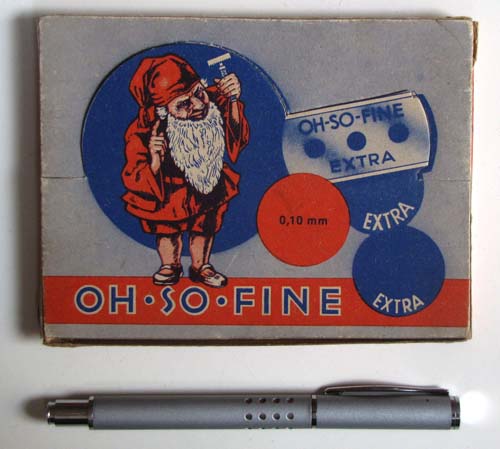 OH-SO-FINE
EXTRA
0,10 mm
EXTRA
EXTRA
OH·SO·FINE